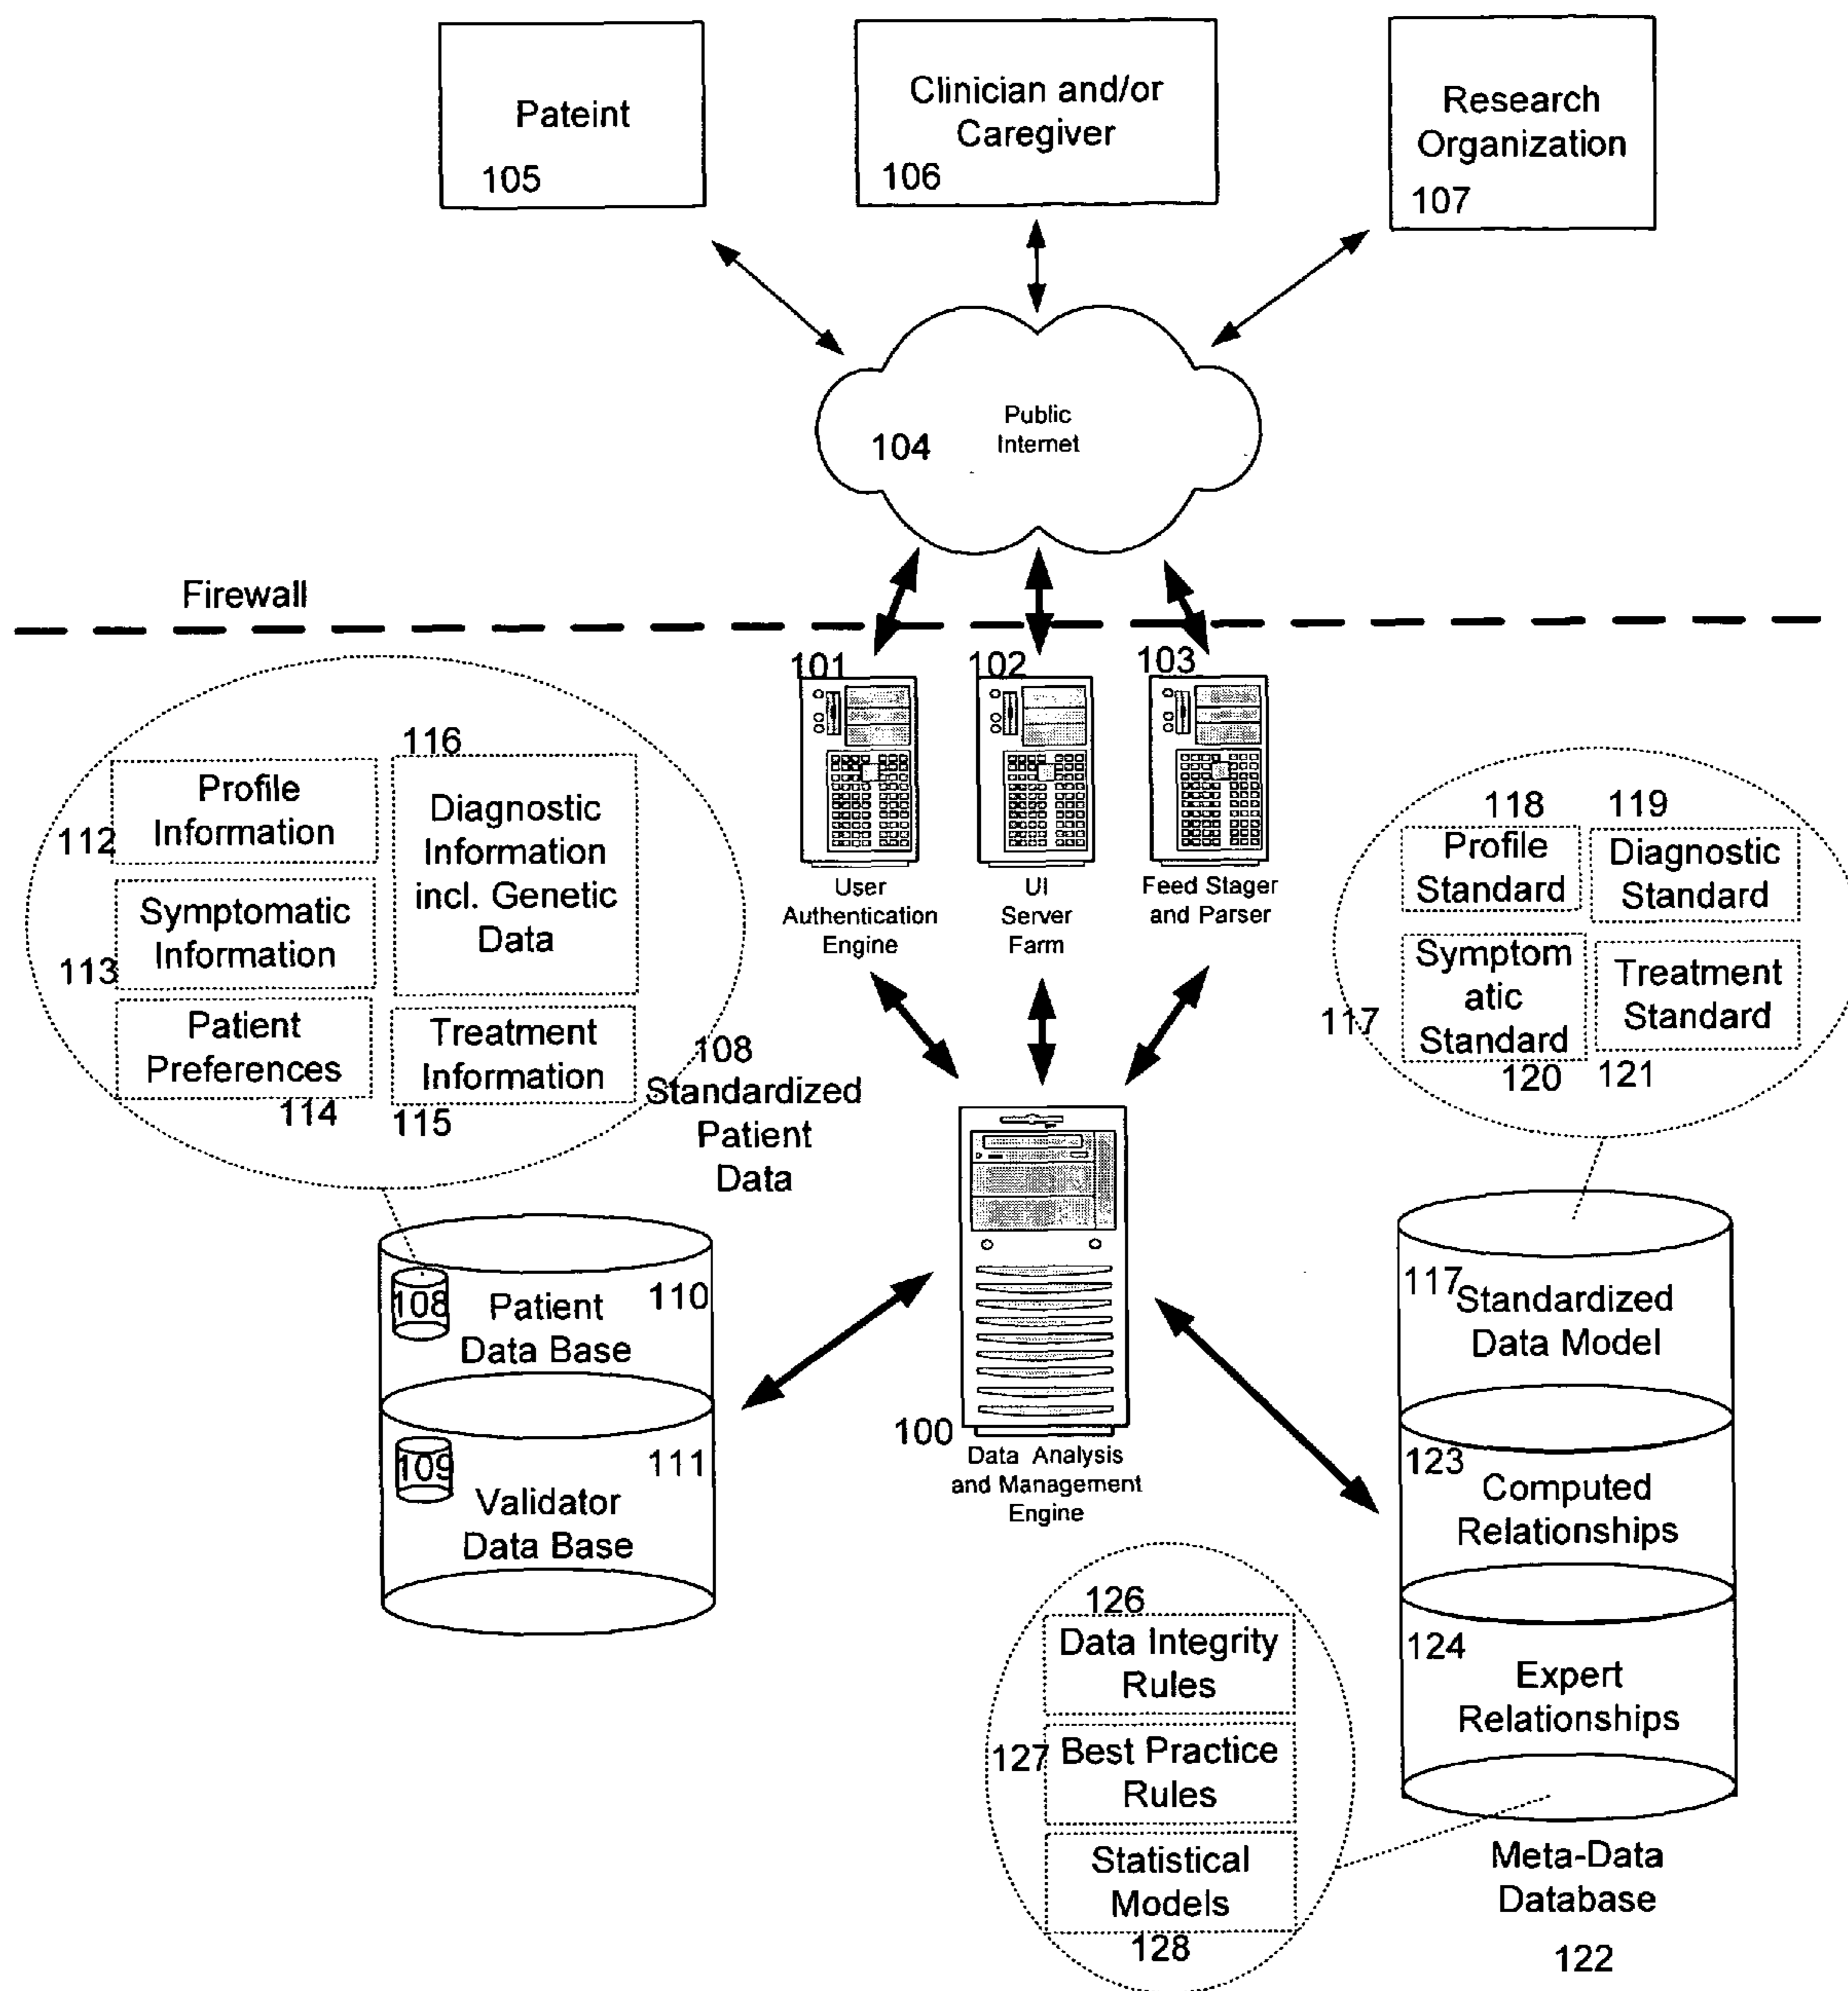 Pateint
105
Clinician and/or
Caregiver
106
Research
Organization
107
Public
Internet
104
Firewall
101
102
103
User
Authentication
Engine
UI
Server
Farm
Feed Stager
and Parser
112
Profile
Information
116
Diagnostic
Information
incl. Genetic
Data
113
Symptomatic
Information
Patient
Preferences
114
Treatment
Information
115
108
Standardized
Patient
Data
118
Profile
Standard
119
Diagnostic
Standard
117
Symptom
atic
Standard
120
Treatment
Standard
121
108
Patient
Data Base
110
109
Validator
Data Base
111
100
Data Analysis
and Management
Engine
117
Standardized
Data Model
123
Computed
Relationships
124
Expert
Relationships
126
Data Integrity
Rules
127
Best Practice
Rules
Statistical
Models
128
Meta-Data
Database
122